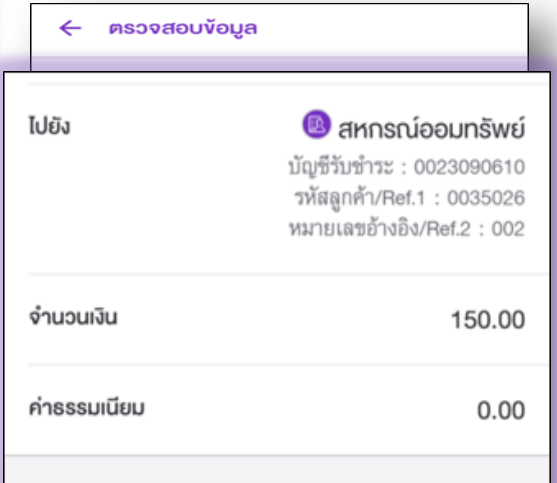 ← ตรวจสอบข้อมูล
ไปยัง
สหกรณ์ออมทรัพย์
บัญชีรับชำระ : 0023090610
รหัสลูกค้า/Ref.1 : 0035026
หมายเลขอ้างอิง/Ref.2 : 002
จำนวนเงิน 150.00
ค่าธรรมเนียม 0.00